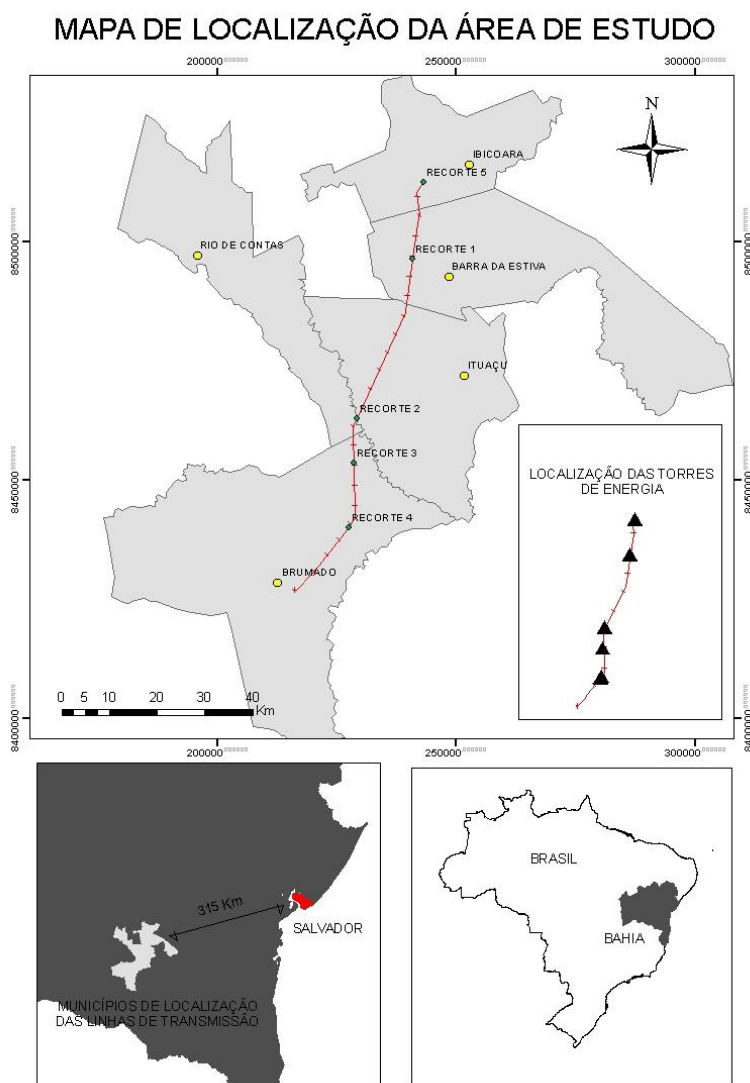 MAPA DE LOCALIZAÇÃO DA ÁREA DE ESTUDO
200000 250000 300000
N
IBICOARA
RECORTE 5
RIO DE CONTAS
RECORTE 1
BARRA DA ESTIVA
8500000 8500000
ITUAÇU
RECORTE 2
RECORTE 3
8450000 8450000
LOCALIZAÇÃO DAS TORRES
DE ENERGIA
RECORTE 4
BRUMADO
0 5 10 20 30 40
Km
8400000 8400000
200000 250000 300000
315 Km
SALVADOR
MUNICÍPIOS DE LOCALIZAÇÃO
DAS LINHAS DE TRANSMISSÃO
BRASIL
BAHIA